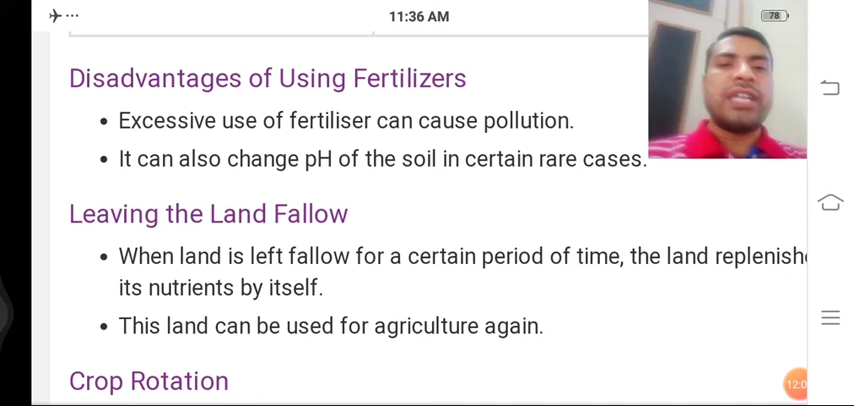 11:36 AM
78
Disadvantages of Using Fertilizers
Excessive use of fertiliser can cause pollution.
It can also change pH of the soil in certain rare cases.
Leaving the Land Fallow
When land is left fallow for a certain period of time, the land replenishe
its nutrients by itself.
This land can be used for agriculture again.
Crop Rotation
12:0